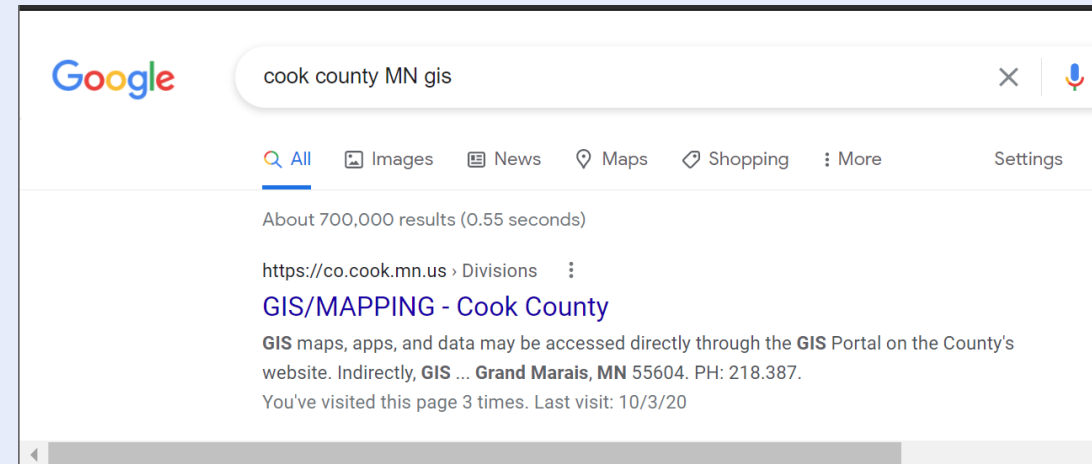 Google
cook county MN gis
All Images News Maps Shopping More Settings
About 700,000 results (0.55 seconds)
https://co.cook.mn.us › Divisions
GIS/MAPPING - Cook County
GIS maps, apps, and data may be accessed directly through the GIS Portal on the County's
website. Indirectly, GIS ... Grand Marais, MN 55604. PH: 218.387.
You've visited this page 3 times. Last visit: 10/3/20